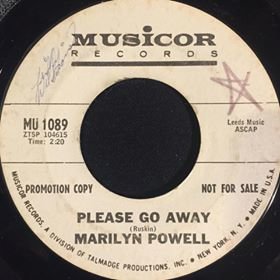 MUSICOR
RECORDS
MU 1089
ZTSP 104615
Time: 2:20
Leeds Music
ASCAP
PROMOTION COPY
NOT FOR SALE
PLEASE GO AWAY
(Ruskin)
MARILYN POWELL
MUSICOR RECORDS, A DIVISION OF TALMADGE PRODUCTIONS, INC., NEW YORK, N.Y. • MADE IN U.S.A.